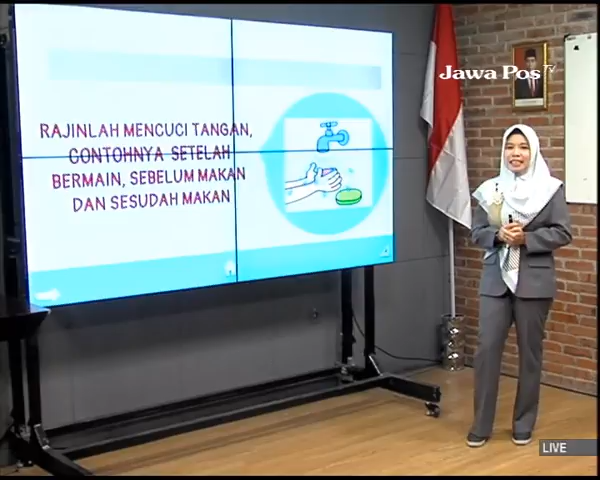 Jawa Pos TV
RAJINLAH MENCUCI TANGAN,
CONTOHNYA SETELAH
BERMAIN, SEBELUM MAKAN
DAN SESUDAH MAKAN
LIVE